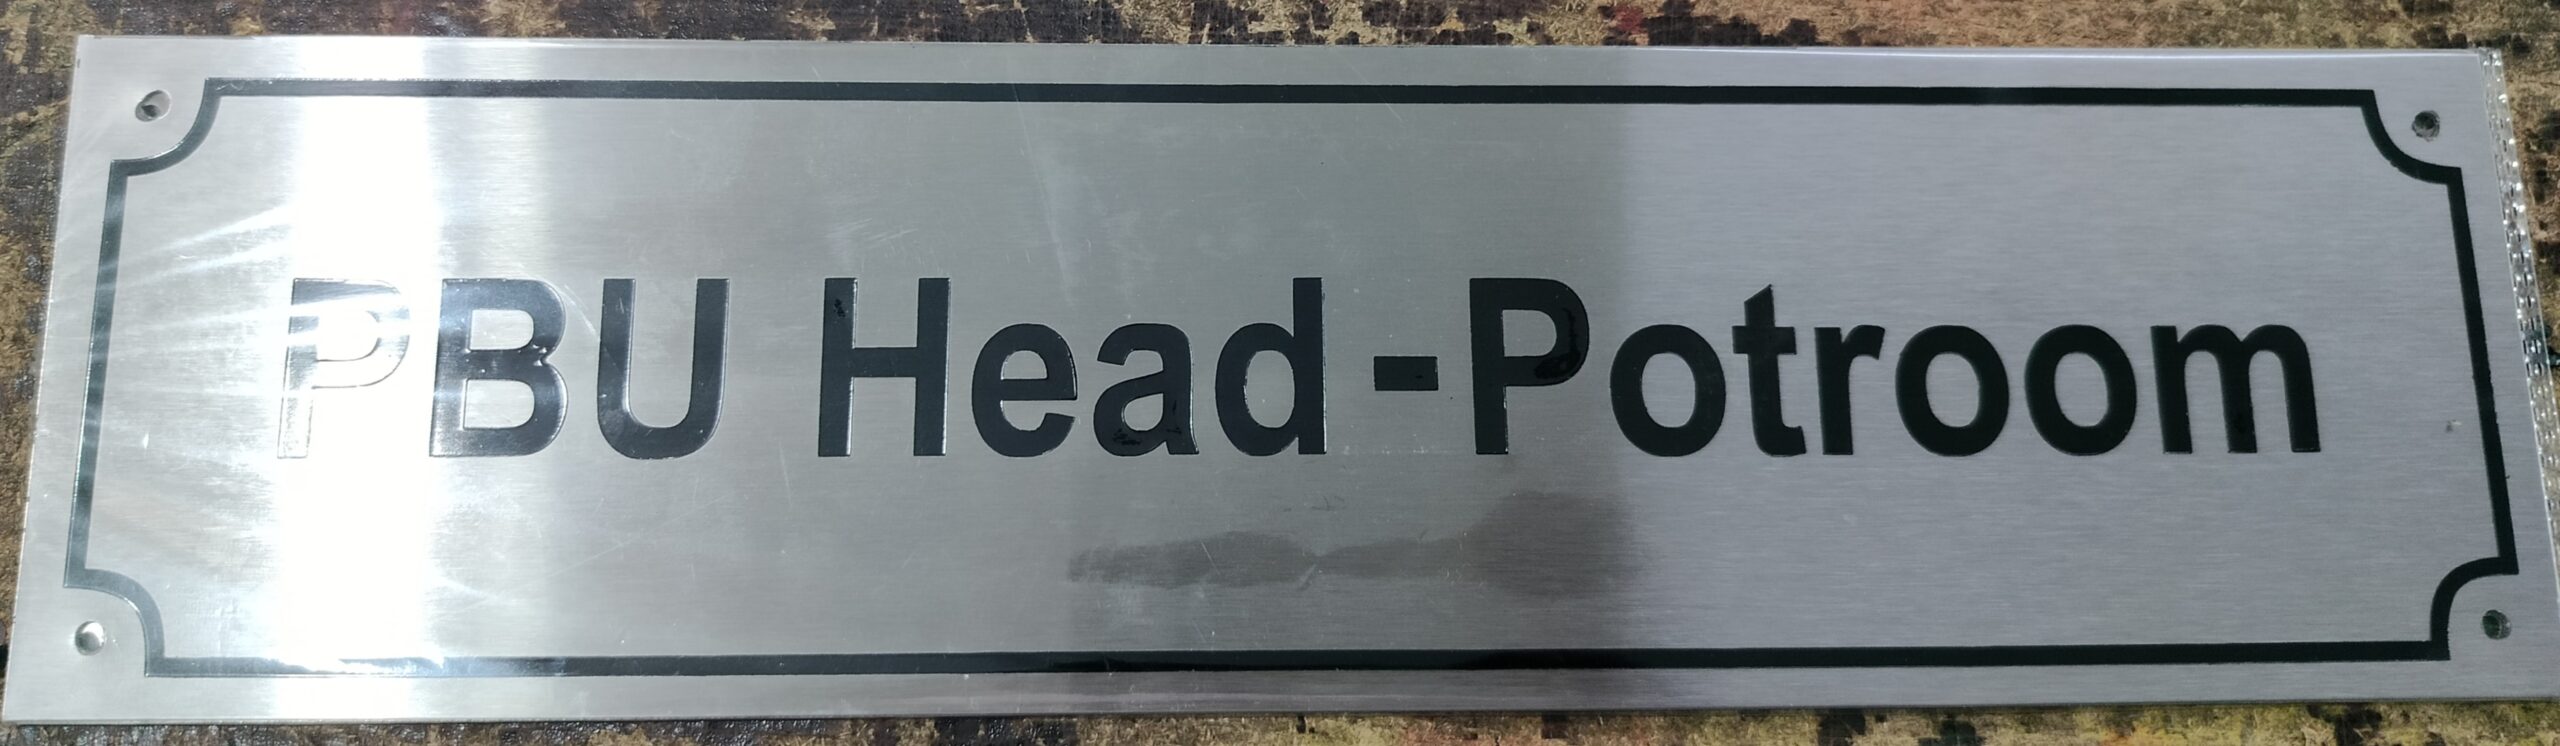 PBU Head - Potroom